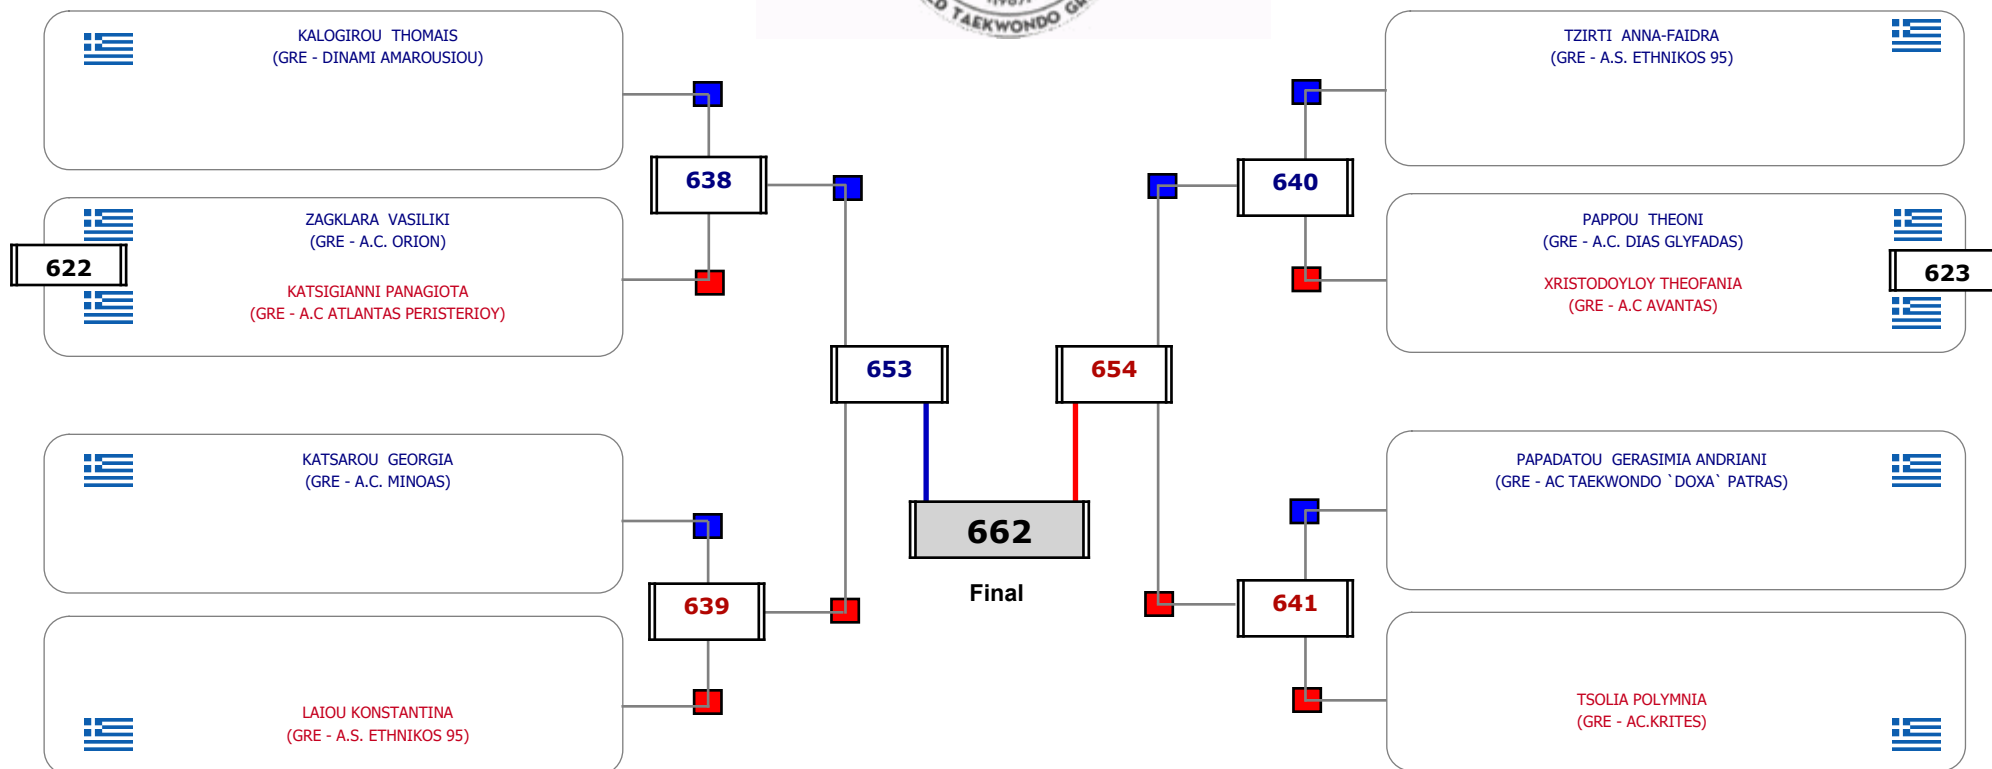 TAEKWONDO
KALOGIROU THOMAIS
(GRE - DINAMI AMAROUSIOU)
TZIRTI ANNA-FAIDRA
(GRE - A.S. ETHNIKOS 95)
638
640
ZAGKLARA VASILIKI
(GRE - A.C. ORION)
622
KATSIGIANNI PANAGIOTA
(GRE - A.C ATLANTAS PERISTERIOY)
PAPPOU THEONI
(GRE - A.C. DIAS GLYFADAS)
623
XRISTODOYLOY THEOFANIA
(GRE - A.C AVANTAS)
653
654
KATSAROU GEORGIA
(GRE - A.C. MINOAS)
PAPADATOU GERASIMIA ANDRIANI
(GRE - AC TAEKWONDO `DOXA` PATRAS)
662
Final
639
641
LAIOU KONSTANTINA
(GRE - A.S. ETHNIKOS 95)
TSOLIA POLYMNIA
(GRE - AC.KRITES)